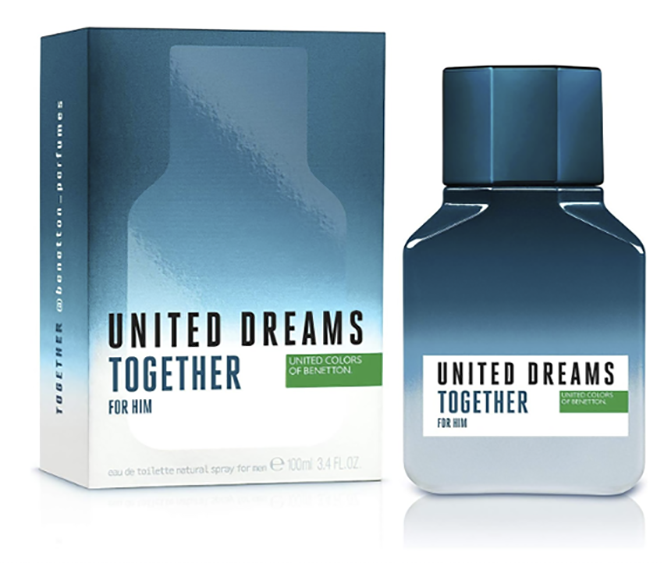 TOGETHER @benetton_parfumes
UNITED DREAMS
TOGETHER
FOR HIM
UNITED COLORS
OF BENETTON.
eau de toilette natural spray for men ℮ 100ml 3.4 FL.OZ.
UNITED DREAMS
TOGETHER
FOR HIM
UNITED COLORS
OF BENETTON.